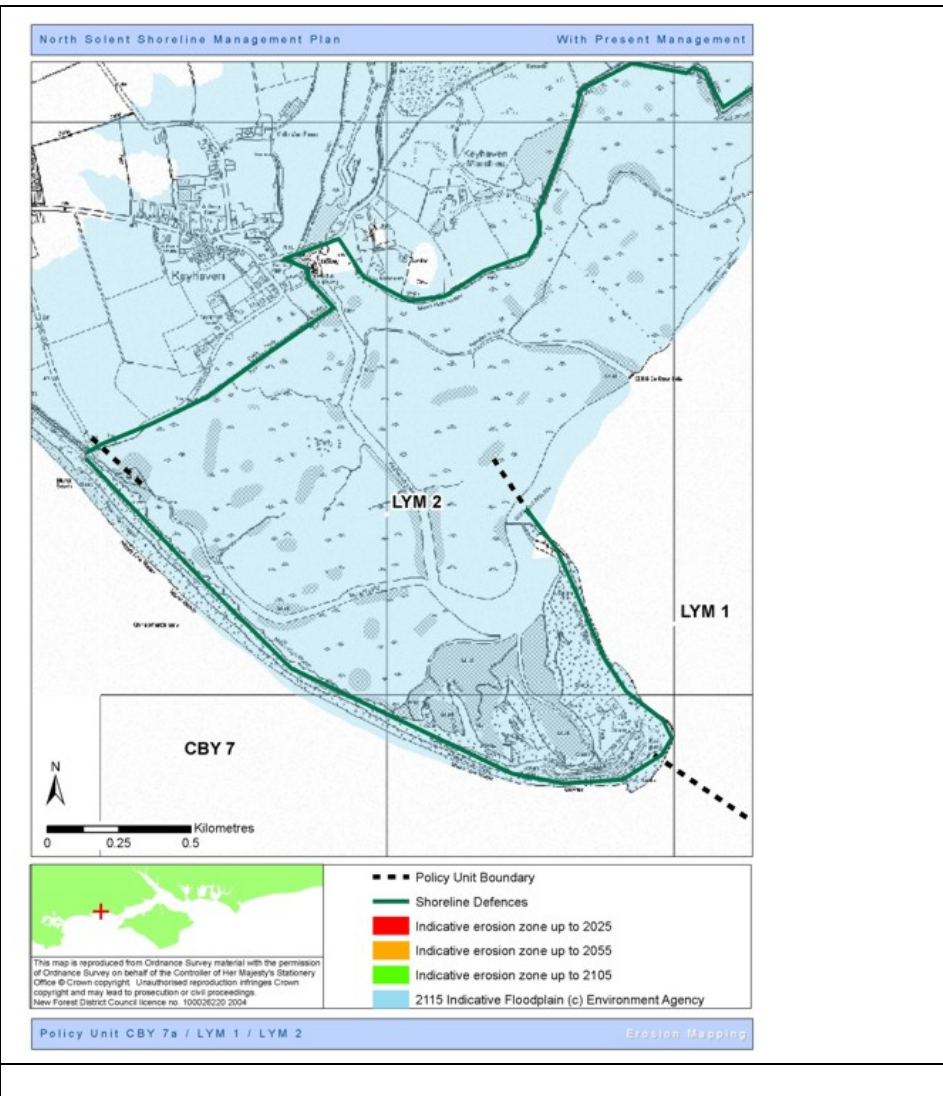 North Solent Shoreline Management Plan
With Present Management
Keyhaven
Marshes
Keyhaven
LYM 2
LYM 1
CBY 7
N
Kilometres
0 0.25 0.5
Policy Unit Boundary
Shoreline Defences
Indicative erosion zone up to 2025
Indicative erosion zone up to 2055
Indicative erosion zone up to 2105
2115 Indicative Floodplain (c) Environment Agency
This map is reproduced from Ordnance Survey material with the permission
of Ordnance Survey on behalf of the Controller of Her Majesty's Stationery
Office © Crown copyright. Unauthorised reproduction infringes Crown
copyright and may lead to prosecution or civil proceedings.
New Forest District Council licence no. 100026220 2004
Policy Unit CBY 7a / LYM 1 / LYM 2
Erosion Mapping